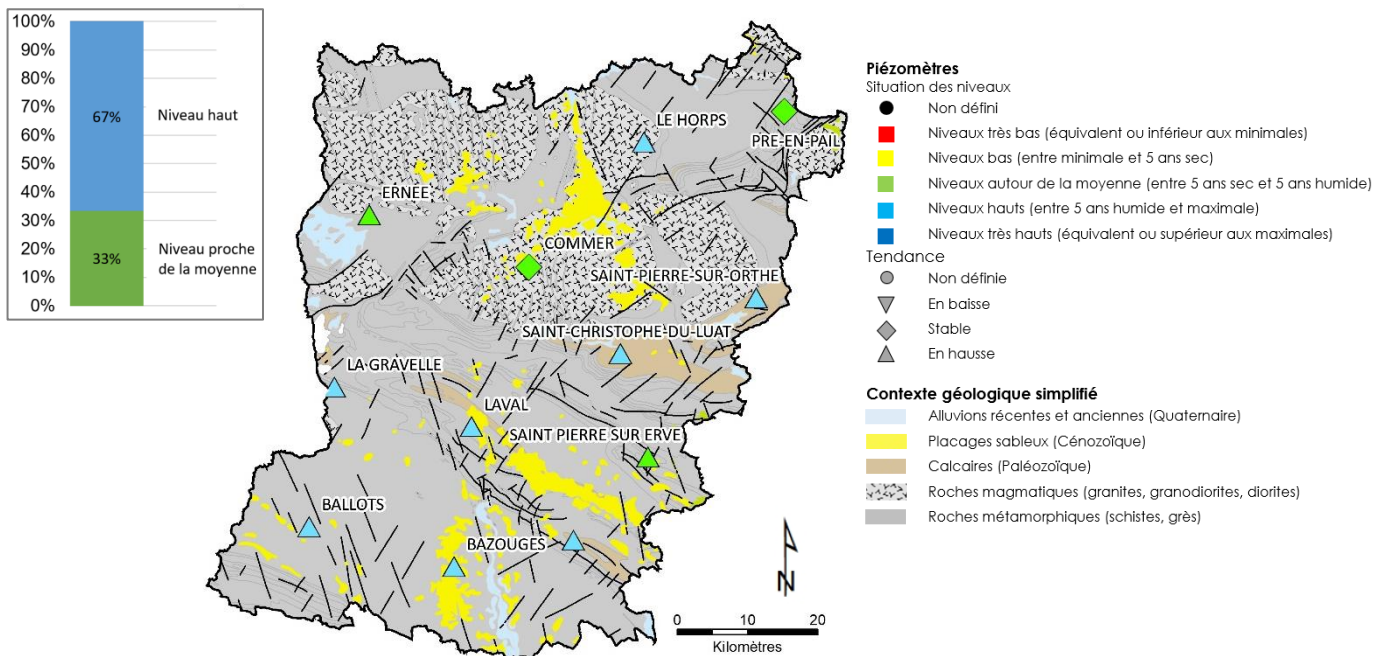 100%
90%
80%
70%
60%
50%
40%
30%
20%
10%
0%
67%
33%
Niveau haut
Niveau proche
de la moyenne
LE HORPS
PRE-EN-PAIL
ERNEE
COMMER
SAINT-PIERRE-SUR-ORTHE
SAINT-CHRISTOPHE-DU-LUAT
LA GRAVELLE
LAVAL
SAINT PIERRE SUR ERVE
BALLOTS
BAZOUGES
N
0 10 20
Kilomètres
Piézomètres
Situation des niveaux
Non défini
Niveaux très bas (équivalent ou inférieur aux minimales)
Niveaux bas (entre minimale et 5 ans sec)
Niveaux autour de la moyenne (entre 5 ans sec et 5 ans humide)
Niveaux hauts (entre 5 ans humide et maximale)
Niveaux très hauts (équivalent ou supérieur aux maximales)
Tendance
Non définie
En baisse
Stable
En hausse
Contexte géologique simplifié
Alluvions récentes et anciennes (Quaternaire)
Placages sableux (Cénozoïque)
Calcaires (Paléozoïque)
Roches magmatiques (granites, granodiorites, diorites)
Roches métamorphiques (schistes, grès)